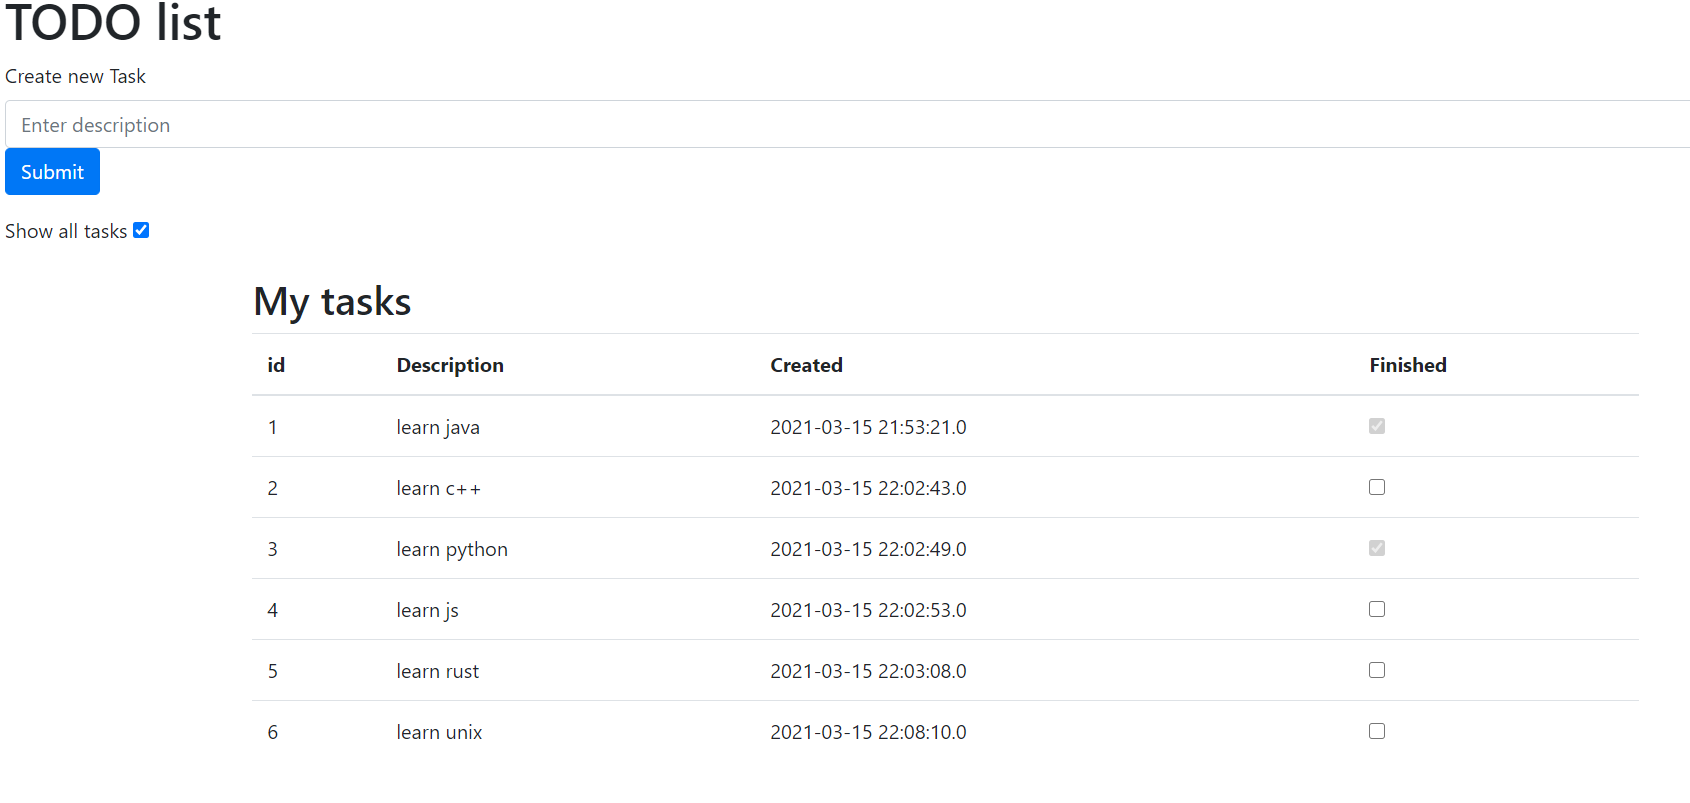 TODO list
Create new Task
Enter description
Submit
Show all tasks
My tasks
id Description Created Finished
1 learn java 2021-03-15 21:53:21.0
2 learn c++ 2021-03-15 22:02:43.0
3 learn python 2021-03-15 22:02:49.0
4 learn js 2021-03-15 22:02:53.0
5 learn rust 2021-03-15 22:03:08.0
6 learn unix 2021-03-15 22:08:10.0